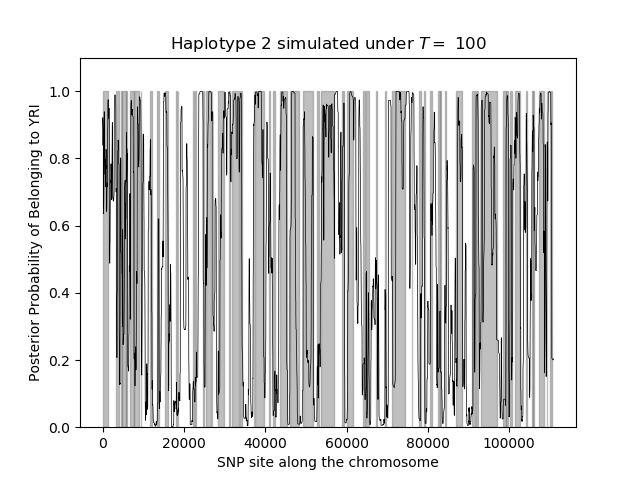 Haplotype 2 simulated under T = 100
Posterior Probability of Belonging to YRI
1.0
0.8
0.6
0.4
0.2
0.0
0 20000 40000 60000 80000 100000
SNP site along the chromosome